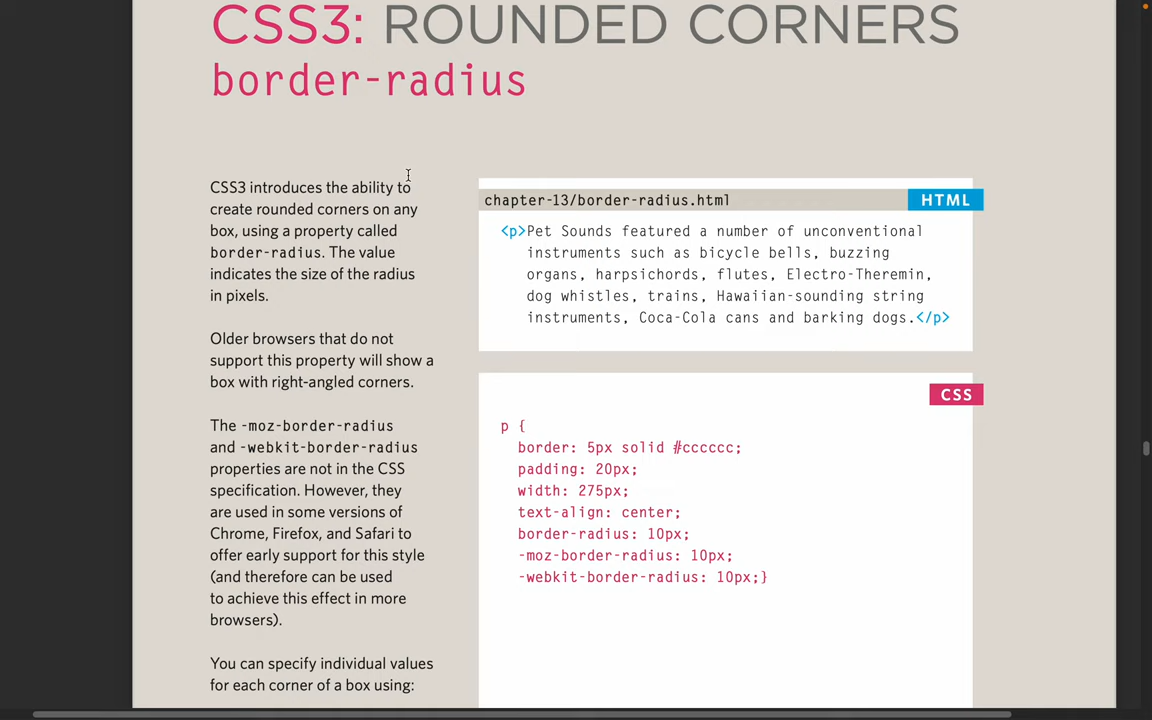 CSS3: ROUNDED CORNERS
border-radius
CSS3 introduces the ability to
create rounded corners on any
box, using a property called
border-radius. The value
indicates the size of the radius
in pixels.
Older browsers that do not
support this property will show a
box with right-angled corners.
The -moz-border-radius
and -webkit-border-radius
properties are not in the CSS
specification. However, they
are used in some versions of
Chrome, Firefox, and Safari to
offer early support for this style
(and therefore can be used
to achieve this effect in more
browsers).
You can specify individual values
for each corner of a box using:
chapter-13/border-radius.html HTML
<p>Pet Sounds featured a number of unconventional
instruments such as bicycle bells, buzzing
organs, harpsichords, flutes, Electro-Theremin,
dog whistles, trains, Hawaiian-sounding string
instruments, Coca-Cola cans and barking dogs.</p>
CSS
p {
border: 5px solid #cccccc;
padding: 20px;
width: 275px;
text-align: center;
border-radius: 10px;
-moz-border-radius: 10px;
-webkit-border-radius: 10px;}